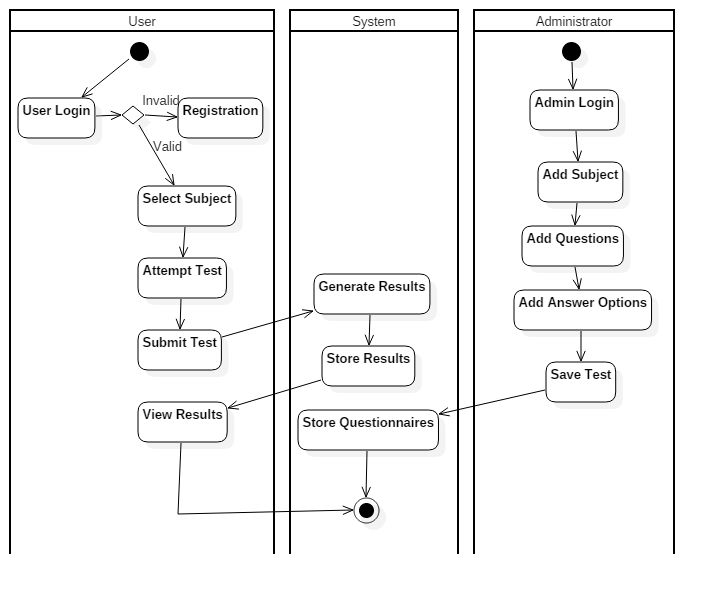 User
System
Administrator
User Login
Invalid
Registration
Valid
Select Subject
Attempt Test
Submit Test
View Results
Generate Results
Store Results
Store Questionnaires
Admin Login
Add Subject
Add Questions
Add Answer Options
Save Test